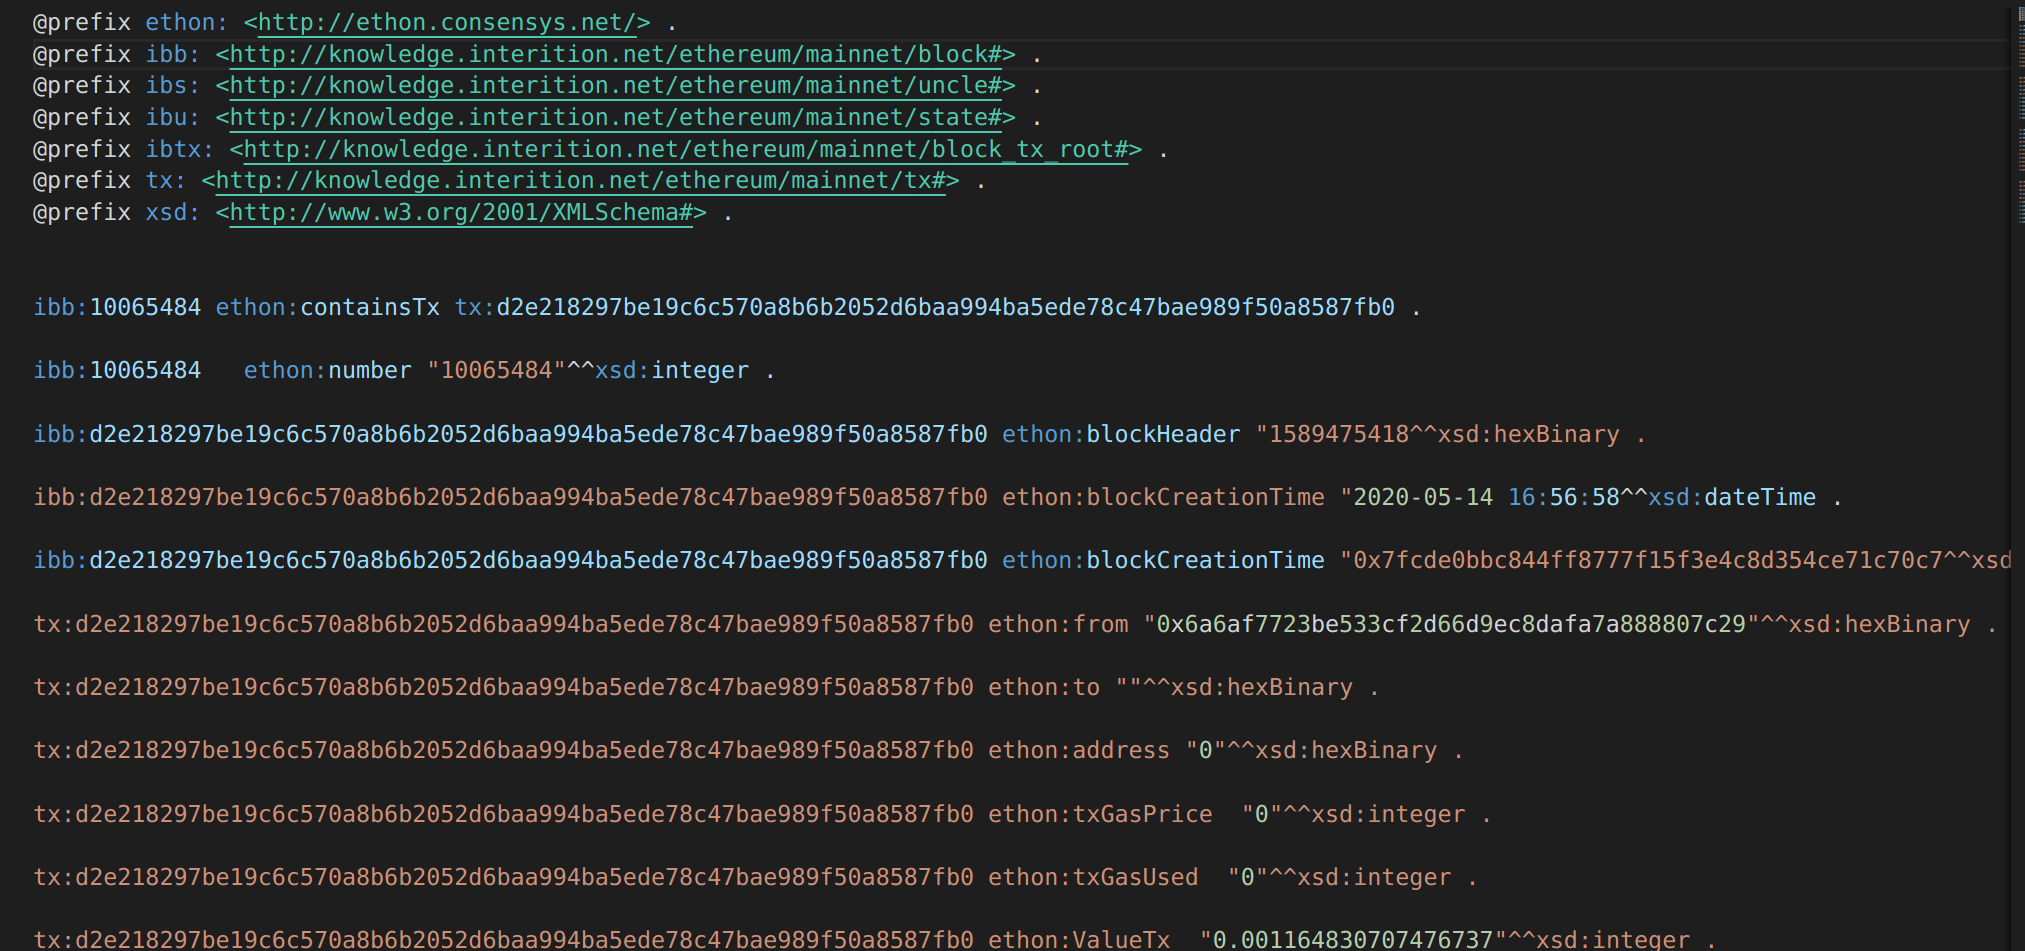 @prefix ethon: <http://ethon.consensys.net/> .
@prefix ibb: <http://knowledge.interition.net/ethereum/mainnet/block#> .
@prefix ibs: <http://knowledge.interition.net/ethereum/mainnet/uncle#> .
@prefix ibu: <http://knowledge.interition.net/ethereum/mainnet/state#> .
@prefix ibtx: <http://knowledge.interition.net/ethereum/mainnet/block_tx_root#> .
@prefix tx: <http://knowledge.interition.net/ethereum/mainnet/tx#> .
@prefix xsd: <http://www.w3.org/2001/XMLSchema#> .
ibb:10065484 ethon:containsTx tx:d2e218297be19c6c570a8b6b2052d6baa994ba5ede78c47bae989f50a8587fb0 .
ibb:10065484   ethon:number "10065484"^^xsd:integer .
ibb:d2e218297be19c6c570a8b6b2052d6baa994ba5ede78c47bae989f50a8587fb0 ethon:blockHeader "1589475418^^xsd:hexBinary .
ibb:d2e218297be19c6c570a8b6b2052d6baa994ba5ede78c47bae989f50a8587fb0 ethon:blockCreationTime "2020-05-14 16:56:58^^xsd:dateTime .
ibb:d2e218297be19c6c570a8b6b2052d6baa994ba5ede78c47bae989f50a8587fb0 ethon:blockCreationTime "0x7fcde0bbc844ff8777f15f3e4c8d354ce71c70c7^^xsd
tx:d2e218297be19c6c570a8b6b2052d6baa994ba5ede78c47bae989f50a8587fb0 ethon:from "0x6a6af7723be533cf2d66d9ec8dafa7a888807c29"^^xsd:hexBinary .
tx:d2e218297be19c6c570a8b6b2052d6baa994ba5ede78c47bae989f50a8587fb0 ethon:to ""^^xsd:hexBinary .
tx:d2e218297be19c6c570a8b6b2052d6baa994ba5ede78c47bae989f50a8587fb0 ethon:address "0"^^xsd:hexBinary .
tx:d2e218297be19c6c570a8b6b2052d6baa994ba5ede78c47bae989f50a8587fb0 ethon:txGasPrice  "0"^^xsd:integer .
tx:d2e218297be19c6c570a8b6b2052d6baa994ba5ede78c47bae989f50a8587fb0 ethon:txGasUsed  "0"^^xsd:integer .
tx:d2e218297be19c6c570a8b6b2052d6baa994ba5ede78c47bae989f50a8587fb0 ethon:ValueTx  "0.001164830707476737"^^xsd:integer .